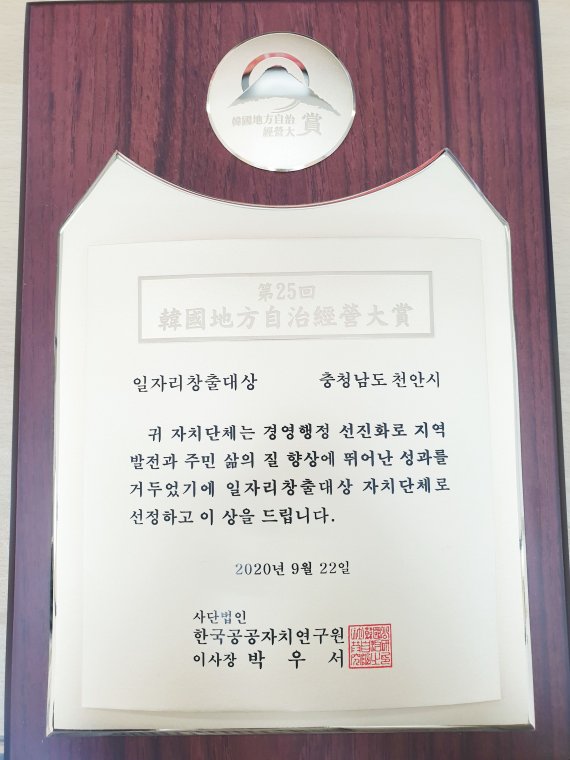 韓國地方自治
經營大賞
第25回
韓國地方自治經營大賞
일자리창출대상 충청남도 천안시
귀 자치단체는 경영행정 선진화로 지역
발전과 주민 삶의 질 향상에 뛰어난 성과를
거두었기에 일자리창출대상 자치단체로
선정하고 이 상을 드립니다.
2020년 9월 22일
사단법인
한국공공자치연구원
이사장 박 우 서